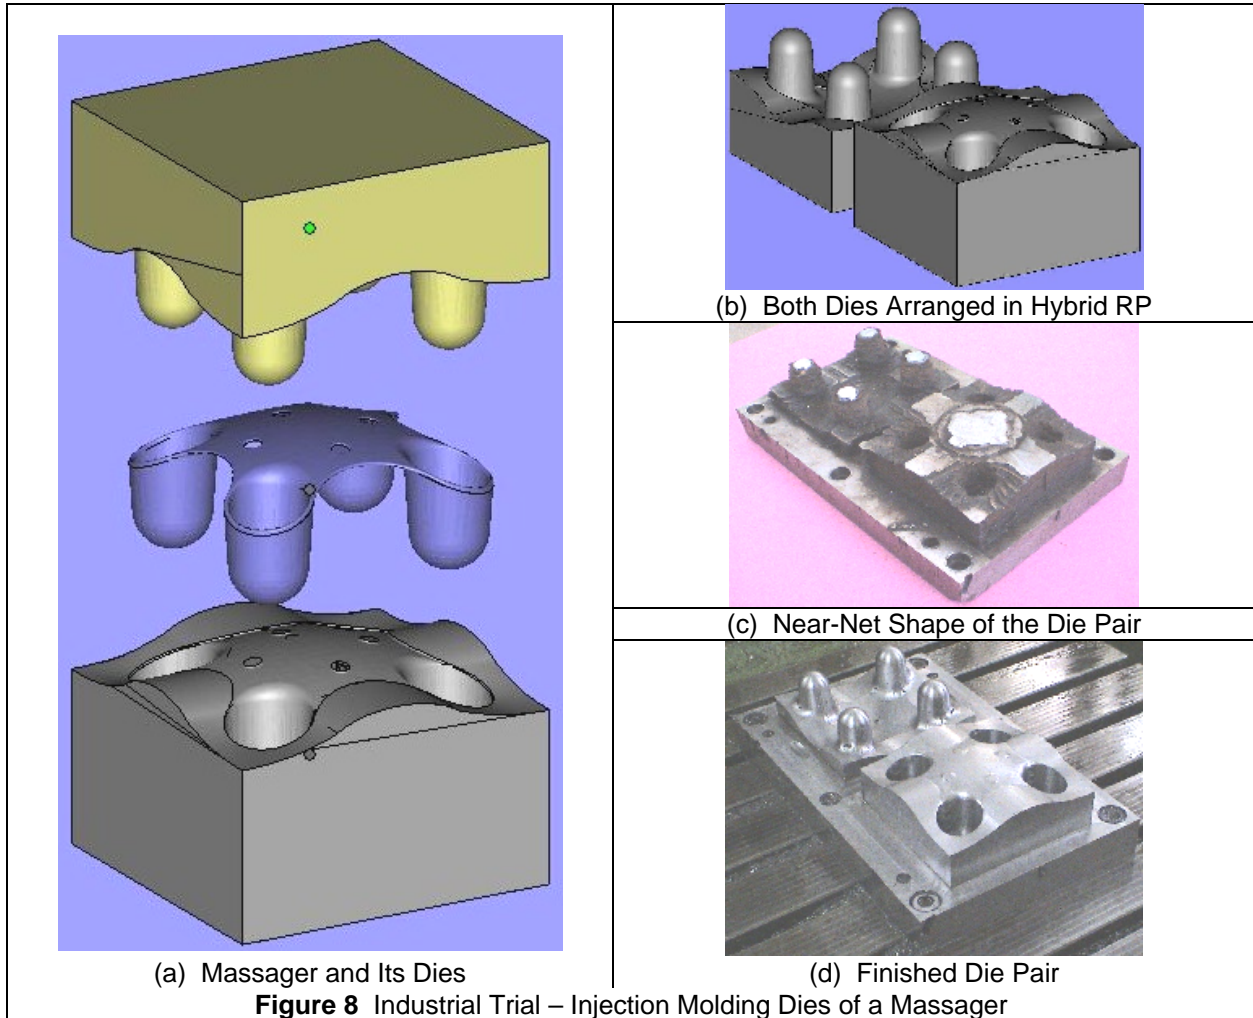 (a) Massager and Its Dies
(b) Both Dies Arranged in Hybrid RP
(c) Near-Net Shape of the Die Pair
(d) Finished Die Pair
Figure 8 Industrial Trial – Injection Molding Dies of a Massager